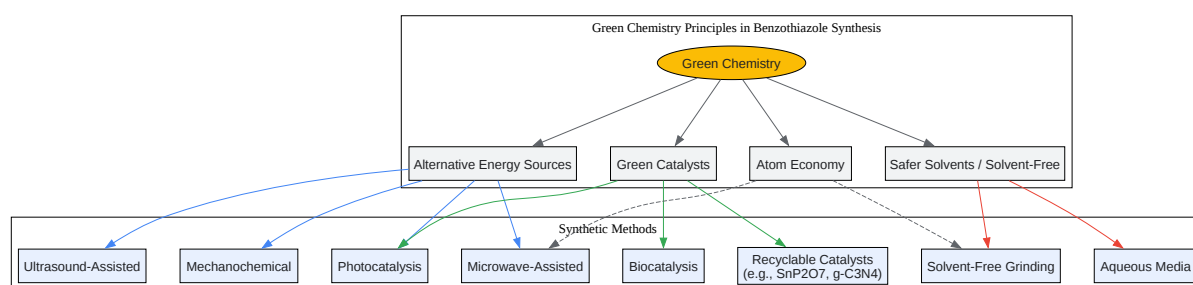 Green Chemistry Principles in Benzothiazole Synthesis
Green Chemistry
Alternative Energy Sources
Green Catalysts
Atom Economy
Safer Solvents / Solvent-Free
Synthetic Methods
Ultrasound-Assisted
Mechanochemical
Photocatalysis
Microwave-Assisted
Biocatalysis
Recyclable Catalysts
(e.g., SnP2O7, g-C3N4)
Solvent-Free Grinding
Aqueous Media